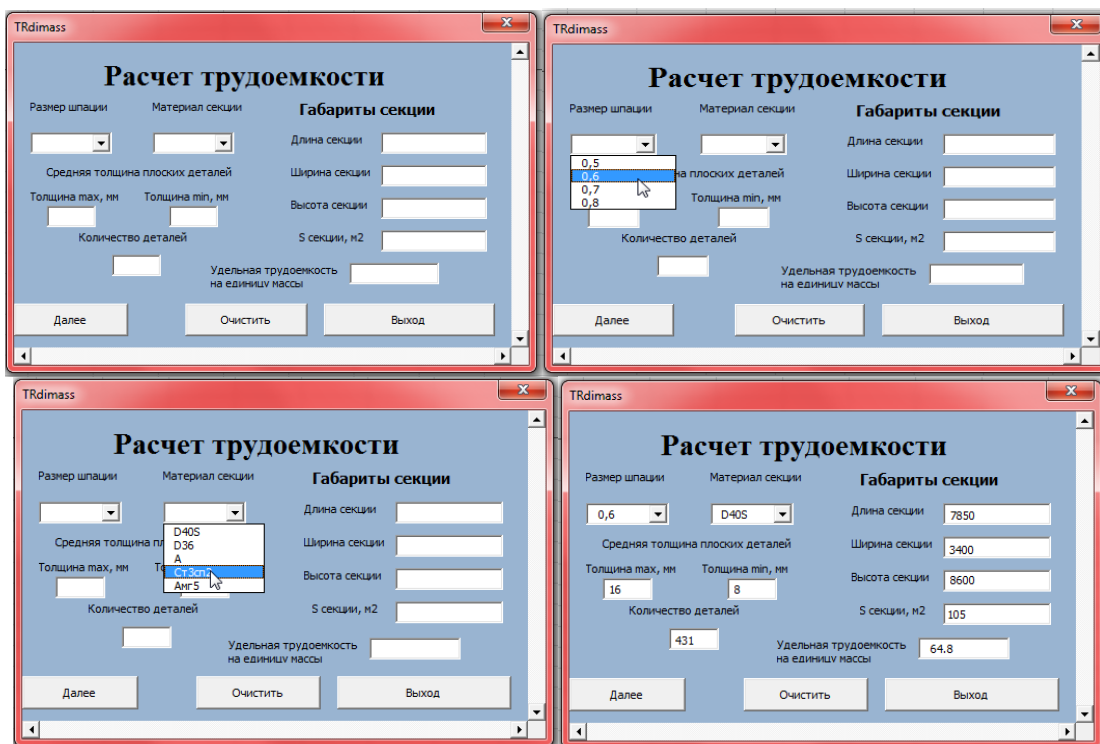 TRdimass
Расчет трудоемкости
Размер шпации Материал секции Габариты секции
Длина секции
Средняя толщина плоских деталей Ширина секции
Толщина max, мм Толщина min, мм
Высота секции
Количество деталей S секции, м2
Удельная трудоемкость
на единицу массы
Далее Очистить Выход
TRdimass
Расчет трудоемкости
Размер шпации Материал секции Габариты секции
Длина секции
0,5
0,6 на плоских деталей Ширина секции
0,7 Толщина min, мм
0,8 Высота секции
Количество деталей S секции, м2
Удельная трудоемкость
на единицу массы
Далее Очистить Выход
TRdimass
Расчет трудоемкости
Размер шпации Материал секции Габариты секции
Длина секции
D40S
Средняя толщина пл D36 Ширина секции
A
Толщина max, мм То Ст3сп2 Высота секции
Амг5
Количество деталей S секции, м2
Удельная трудоемкость
на единицу массы
Далее Очистить Выход
TRdimass
Расчет трудоемкости
Размер шпации Материал секции Габариты секции
0,6 D40S Длина секции 7850
Средняя толщина плоских деталей Ширина секции 3400
Толщина max, мм Толщина min, мм
16 8 Высота секции 8600
Количество деталей S секции, м2 105
431 Удельная трудоемкость 64.8
на единицу массы
Далее Очистить Выход